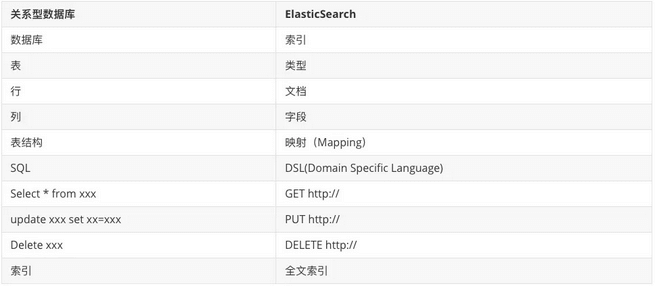 关系型数据库 ElasticSearch
数据库 索引
表 类型
行 文档
列 字段
表结构 映射（Mapping）
SQL DSL(Domain Specific Language)
Select * from xxx GET http://
update xxx set xx=xxx PUT http://
Delete xxx DELETE http://
索引 全文索引